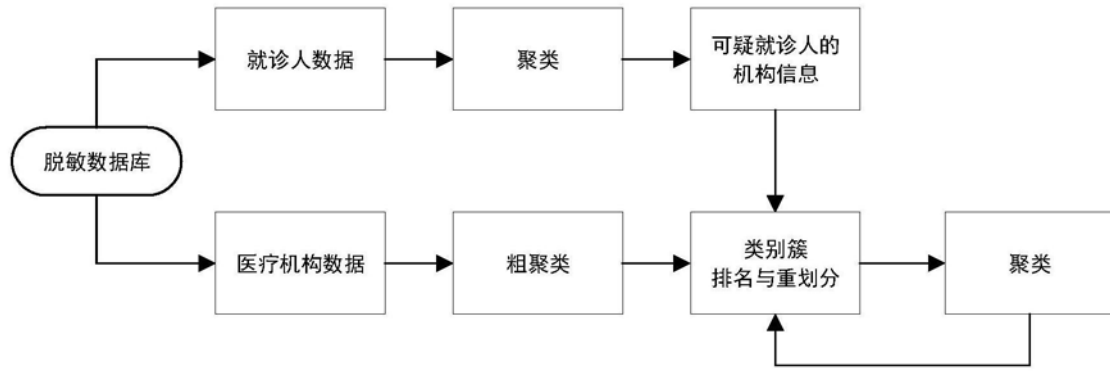 就诊人数据
聚类
可疑就诊人的
机构信息
脱敏数据库
医疗机构数据
粗聚类
类别簇
排名与重划分
聚类